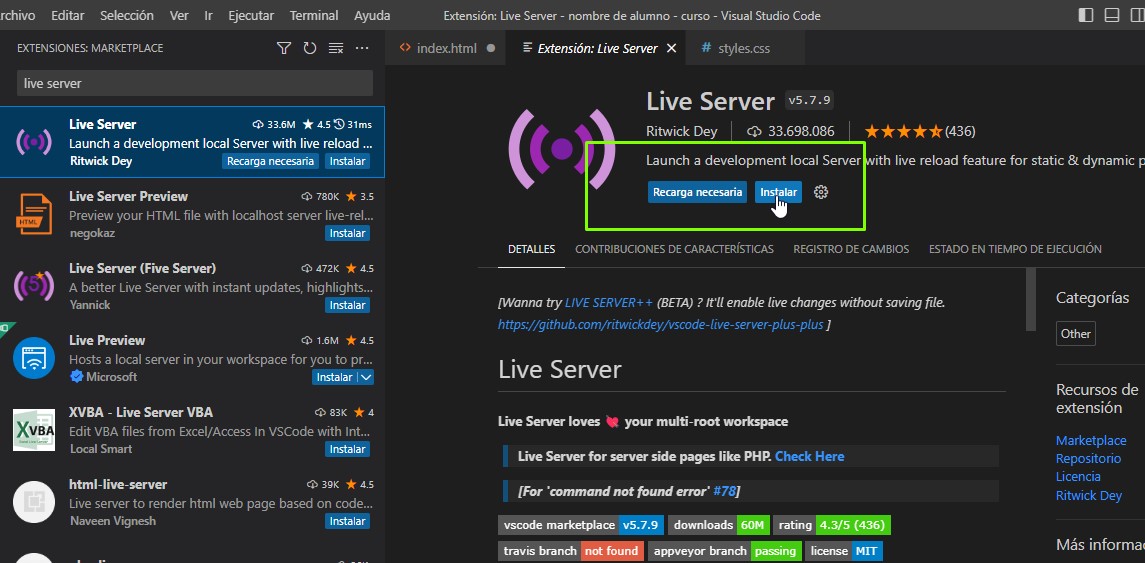 rchivo Editar Selección Ver Ir Ejecutar Terminal Ayuda Extensión: Live Server - nombre de alumno - curso - Visual Studio Code
EXTENSIONES: MARKETPLACE
live server
Live Server 33.6M 4.5 31ms
Launch a development local Server with live reload ...
Ritwick Dey Recarga necesaria Instalar
Live Server Preview 780K 3.5
Preview your HTML file with localhost server live-rel...
negokaz Instalar
Live Server (Five Server) 472K 4.5
A better Live Server with instant updates, highlights...
Yannick Instalar
Live Preview 1.6M 4.5
Hosts a local server in your workspace for you to pr...
Microsoft Instalar
XVBA - Live Server VBA 83K 4
Edit VBA files from Excel/Access In VSCode with Int...
Local Smart Instalar
html-live-server 39K 4.5
Live server to render html web page based on code...
Naveen Vignesh Instalar
index.html Extensión: Live Server styles.css
Live Server v5.7.9
Ritwick Dey 33.698.086 (436)
Launch a development local Server with live reload feature for static & dynamic p
Recarga necesaria Instalar
DETALLES CONTRIBUCIONES DE CARACTERÍSTICAS REGISTRO DE CAMBIOS ESTADO EN TIEMPO DE EJECUCIÓN
[Wanna try LIVE SERVER++ (BETA) ? It'll enable live changes without saving file.
https://github.com/ritwickdey/vscode-live-server-plus-plus ]
Live Server
Live Server loves your multi-root workspace
Live Server for server side pages like PHP. Check Here
[For 'command not found error' #78]
vscode marketplace v5.7.9 downloads 60M rating 4.3/5 (436)
travis branch not found appveyor branch passing license MIT
Categorías
Other
Recursos de
extensión
Marketplace
Repositorio
Licencia
Ritwick Dey
Más informac